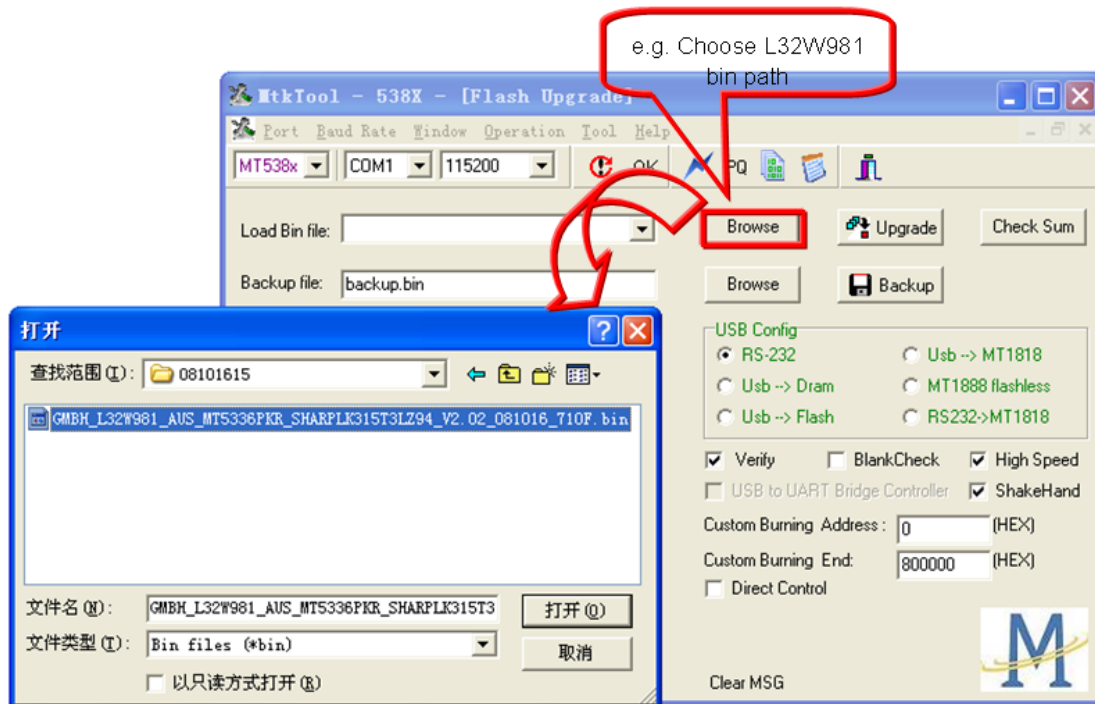 e.g. Choose L32W981
bin path
MtkTool - 538X - [Flash Upgrade]
Port Baud Rate Window Operation Tool Help
MT538x COM1 115200 OK PQ
Load Bin file: Browse Upgrade Check Sum
Backup file: backup.bin Browse Backup
USB Config
RS-232 Usb --> MT1818
Usb --> Dram MT1888 flashless
Usb --> Flash RS232->MT1818
Verify BlankCheck High Speed
USB to UART Bridge Controller ShakeHand
Custom Burning Address : 0 (HEX)
Custom Burning End: 800000 (HEX)
Direct Control
Clear MSG
打开
查找范围(I): 08101615
GMBH_L32W981_AUS_MT5336PKR_SHARPLK315T3LZ94_V2.02_081016_710F.bin
文件名(N): GMBH_L32W981_AUS_MT5336PKR_SHARPLK315T3 打开(O)
文件类型(T): Bin files (*bin) 取消
以只读方式打开(R)